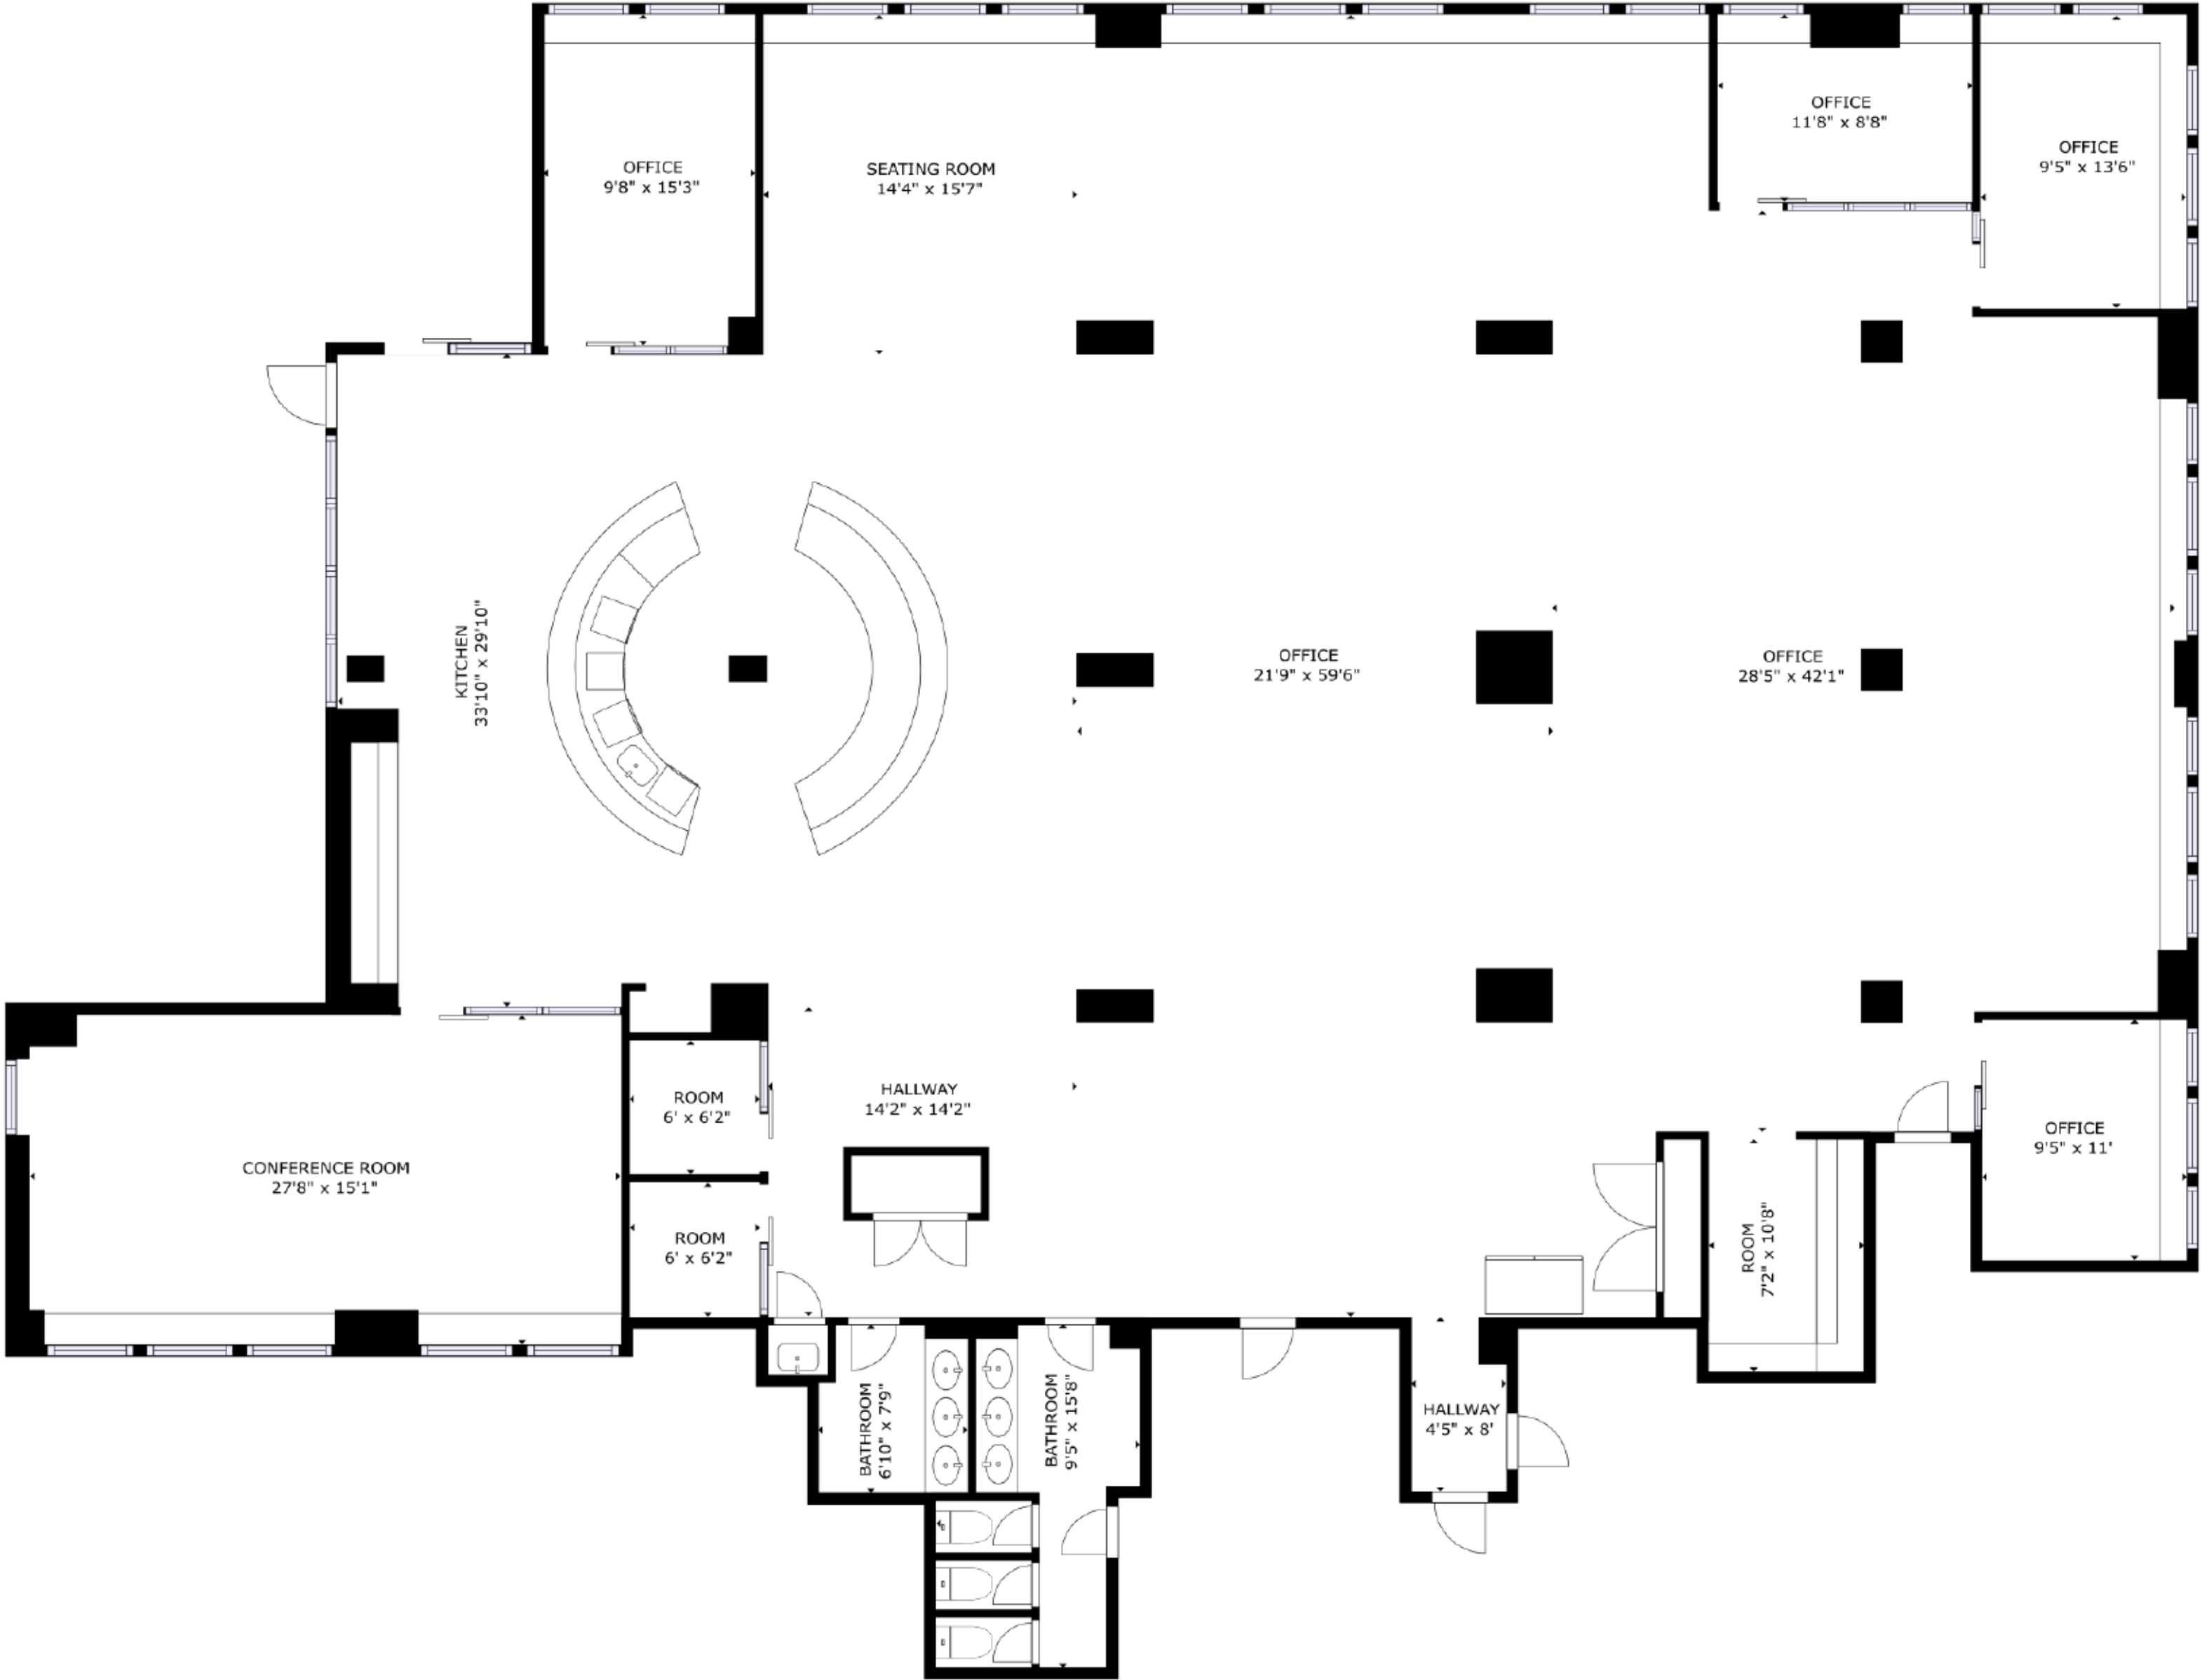 OFFICE
11'8" x 8'8"
OFFICE
9'5" x 13'6"
OFFICE
9'8" x 15'3"
SEATING ROOM
14'4" x 15'7"
KITCHEN
33'10" x 29'10"
OFFICE
21'9" x 59'6"
OFFICE
28'5" x 42'1"
ROOM
6' x 6'2"
HALLWAY
14'2" x 14'2"
CONFERENCE ROOM
27'8" x 15'1"
OFFICE
9'5" x 11'
ROOM
6' x 6'2"
ROOM
7'2" x 10'8"
BATHROOM
6'10" x 7'9"
BATHROOM
9'5" x 15'8"
HALLWAY
4'5" x 8'